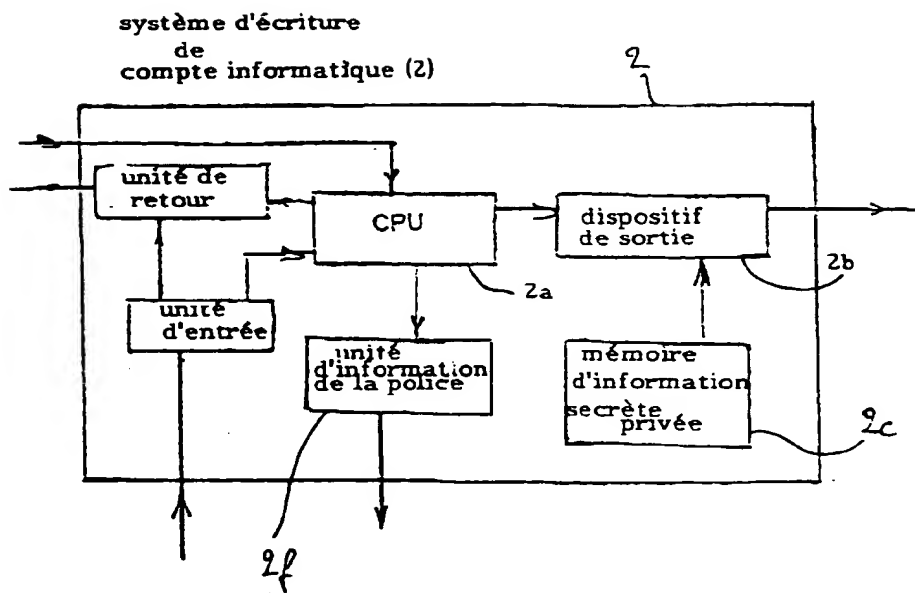 système d'écriture
de
compte informatique (2)
2
unité de
retour
CPU
dispositif
de sortie
2a
2b
unité
d'entrée
unité
d'information
de la police
mémoire
d'information
secrète
privée
2c
2f